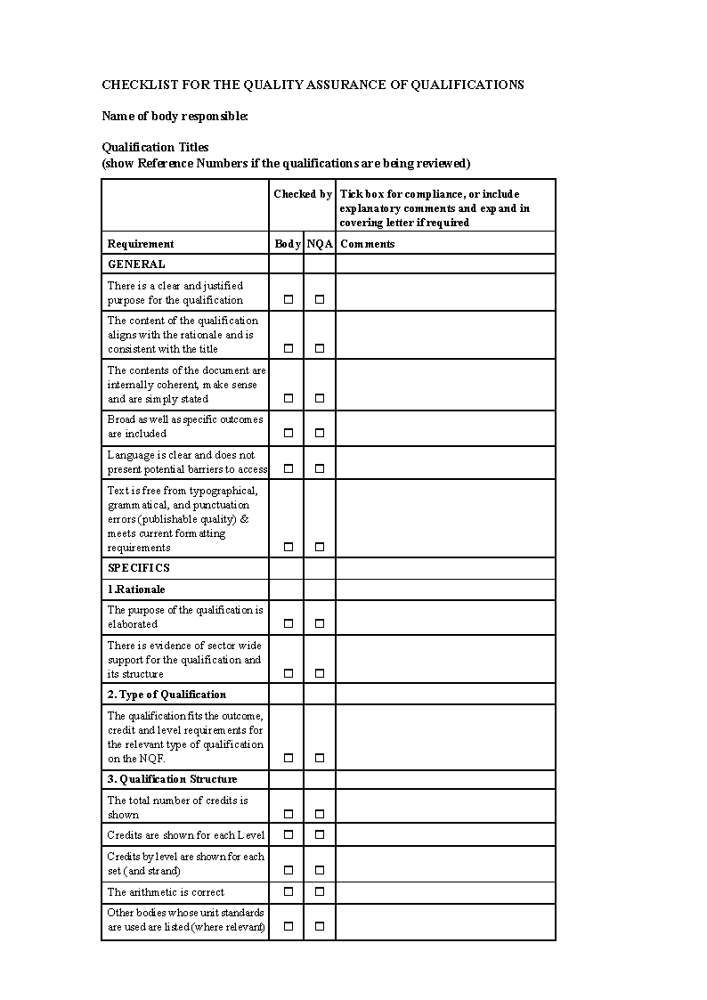 CHECKLIST FOR THE QUALITY ASSURANCE OF QUALIFICATIONS
Name of body responsible:
Qualification Titles
(show Reference Numbers if the qualifications are being reviewed)
Checked by
Tick box for compliance, or include
explanatory comments and expand in
covering letter if required
Requirement
Body
NQA
Comments
GENERAL
There is a clear and justified
purpose for the qualification
The content of the qualification
aligns with the rationale and is
consistent with the title
The contents of the document are
internally coherent, make sense
and are simply stated
Broad as well as specific outcomes
are included
Language is clear and does not
present potential barriers to access
Text is free from typographical,
grammatical, and punctuation
errors (publishable quality) &
meets current formatting
requirements
SPECIFICS
1.Rationale
The purpose of the qualification is
elaborated
There is evidence of sector wide
support for the qualification and
its structure
2. Type of Qualification
The qualification fits the outcome,
credit and level requirements for
the relevant type of qualification
on the NQF.
3. Qualification Structure
The total number of credits is
shown
Credits are shown for each Level
Credits by level are shown for each
set (and strand)
The arithmetic is correct
Other bodies whose unit standards
are used are listed (where relevant)